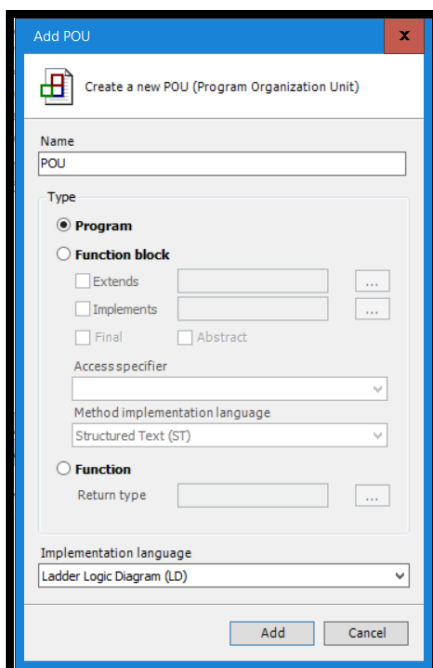 Add POU
x
Create a new POU (Program Organization Unit)
Name
POU
Type
Program
Function block
Extends
...
Implements
...
Final Abstract
Access specifier
Method implementation language
Structured Text (ST)
Function
Return type
...
Implementation language
Ladder Logic Diagram (LD)
Add Cancel